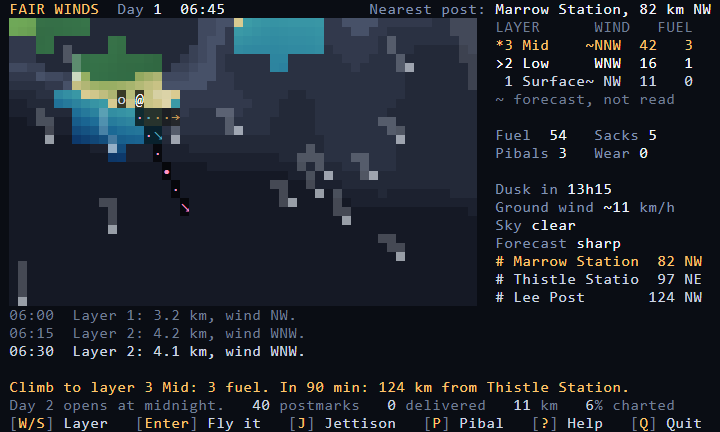 FAIR WINDS  Day 1  06:45  Nearest post: Marrow Station, 82 km NW
LAYER  WIND  FUEL
*3 Mid  ~NNW  42  3
>2 Low  WNW  16  1
1 Surface~ NW  11  0
~ forecast, not read
Fuel  54  Sacks 5
Pibals 3  Wear 0
Dusk in 13h15
Ground wind ~11 km/h
Sky clear
Forecast sharp
# Marrow Station  82 NW
# Thistle Statio  97 NE
# Lee Post  124 NW
o @
06:00  Layer 1: 3.2 km, wind NW.
06:15  Layer 2: 4.2 km, wind WNW.
06:30  Layer 2: 4.1 km, wind WNW.
Climb to layer 3 Mid: 3 fuel. In 90 min: 124 km from Thistle Station.
Day 2 opens at midnight.  40 postmarks  0 delivered  11 km  6% charted
[W/S] Layer  [Enter] Fly it  [J] Jettison  [P] Pibal  [?] Help  [Q] Quit